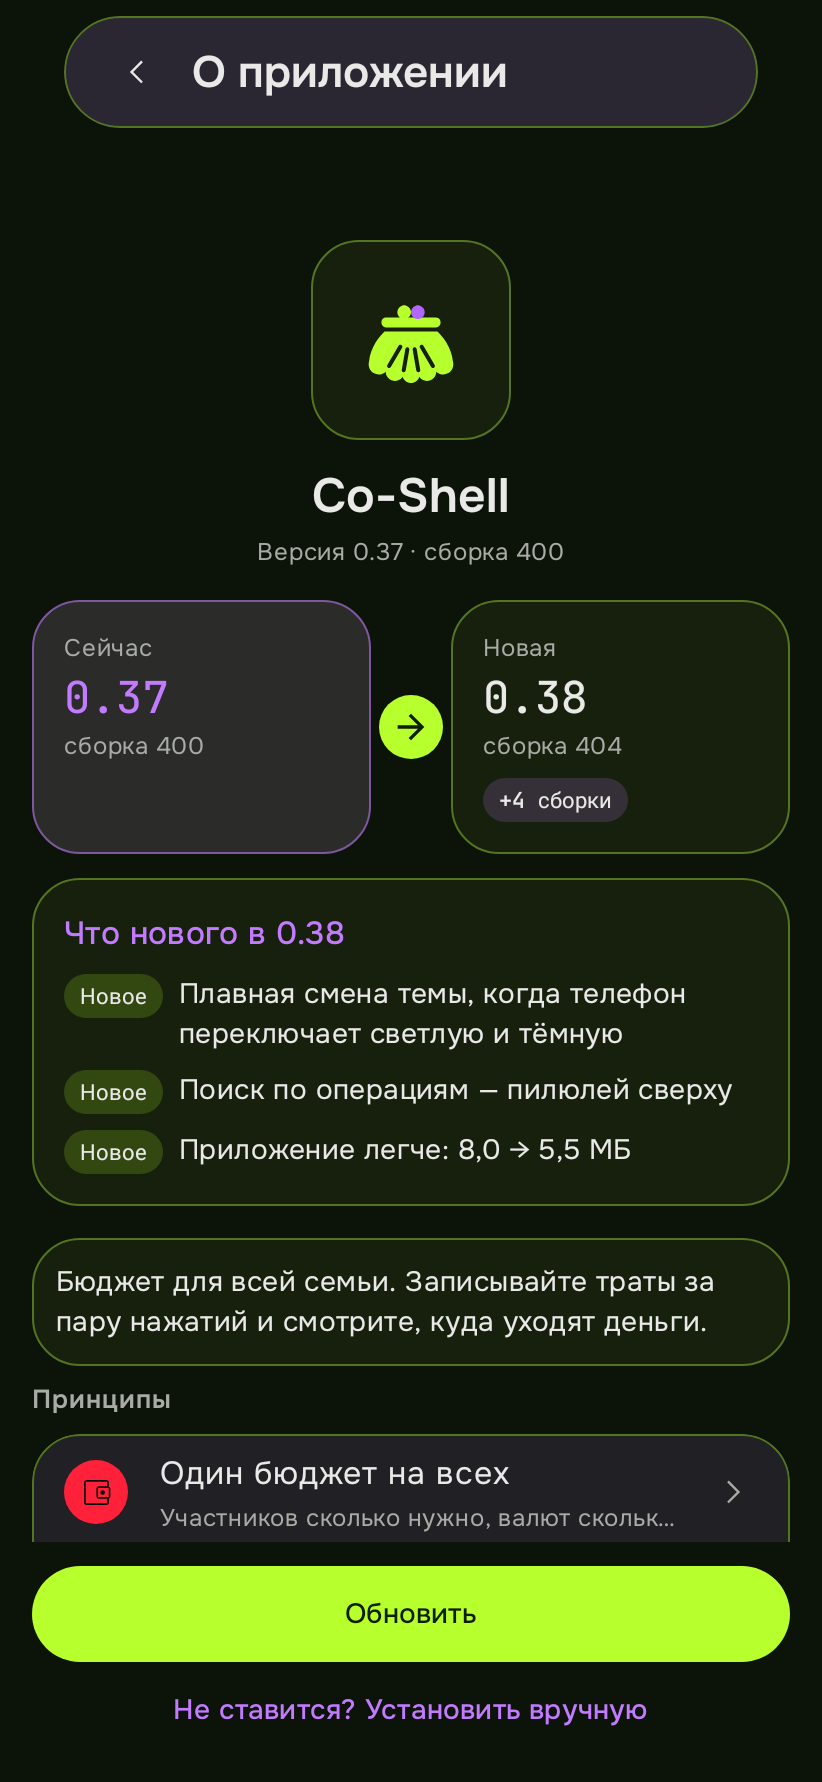 О приложении
Co-Shell
Версия 0.37 · сборка 400
Сейчас
0.37
сборка 400
Новая
0.38
сборка 404
+4 сборки
Что нового в 0.38
Новое
Плавная смена темы, когда телефон
переключает светлую и тёмную
Новое
Поиск по операциям — пилюлей сверху
Новое
Приложение легче: 8,0 → 5,5 МБ
Бюджет для всей семьи. Записывайте траты за
пару нажатий и смотрите, куда уходят деньги.
Принципы
Один бюджет на всех
Участников сколько нужно, валют скольк...
Обновить
Не ставится? Установить вручную